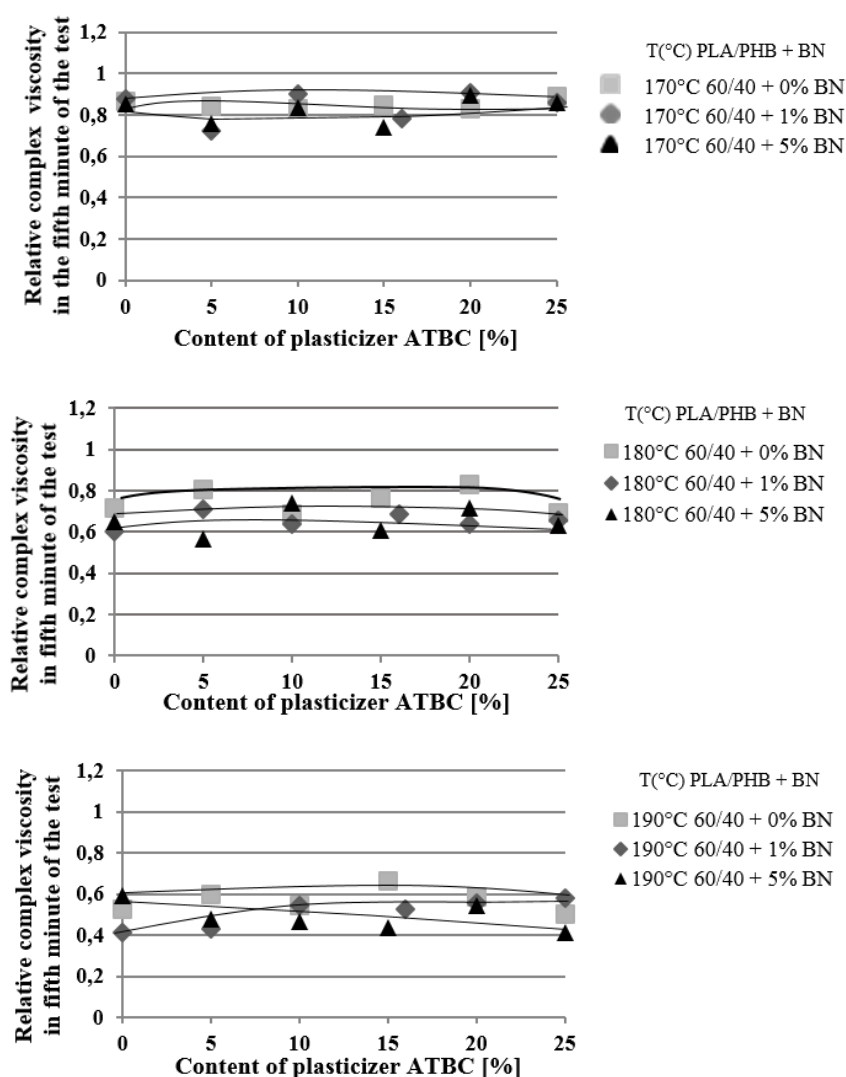 Relative complex viscosity
in the fifth minute of the test
1,2
1
0,8
0,6
0,4
0,2
0
0 5 10 15 20 25
Content of plasticizer ATBC [%]
T(°C) PLA/PHB + BN
170°C 60/40 + 0% BN
170°C 60/40 + 1% BN
170°C 60/40 + 5% BN
Relative complex viscosity
in fifth minute of the test
1,2
1
0,8
0,6
0,4
0,2
0
0 5 10 15 20 25
Content of plasticizer ATBC [%]
T(°C) PLA/PHB + BN
180°C 60/40 + 0% BN
180°C 60/40 + 1% BN
180°C 60/40 + 5% BN
Relative complex viscosity
in fifth minute of the test
1,2
1
0,8
0,6
0,4
0,2
0
0 5 10 15 20 25
Content of plasticizer ATBC [%]
T(°C) PLA/PHB + BN
190°C 60/40 + 0% BN
190°C 60/40 + 1% BN
190°C 60/40 + 5% BN